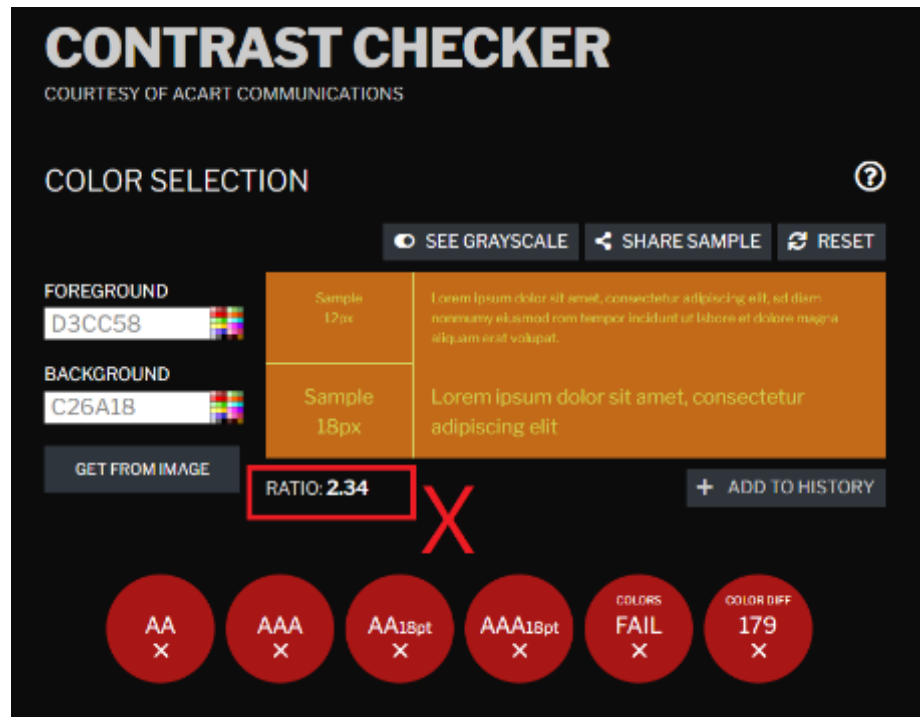 CONTRAST CHECKER
COURTESY OF ACART COMMUNICATIONS
COLOR SELECTION
?
SEE GRAYSCALE
SHARE SAMPLE
RESET
FOREGROUND
D3CC58
BACKGROUND
C26A18
GET FROM IMAGE
Sample
12px
Lorem ipsum dolor sit amet, consectetur adipiscing elit, sd diam
nonmumy eiusmod rom tempor incidunt ut labore et dolore magna
aliquam erat volupat.
Sample
18px
Lorem ipsum dolor sit amet, consectetur
adipiscing elit
RATIO: 2.34
X
+ ADD TO HISTORY
AA
AAA
AA18pt
AAA18pt
COLORS
FAIL
COLOR DIFF
179